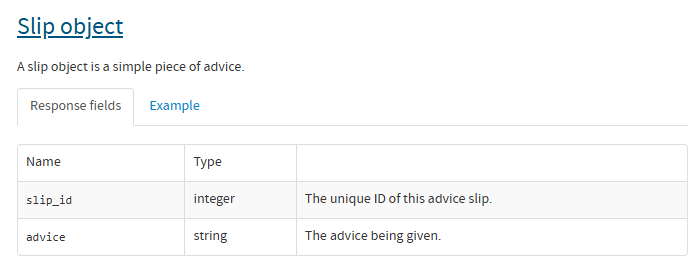 Slip object
A slip object is a simple piece of advice.
Response fields Example
Name Type
slip_id integer The unique ID of this advice slip.
advice string The advice being given.